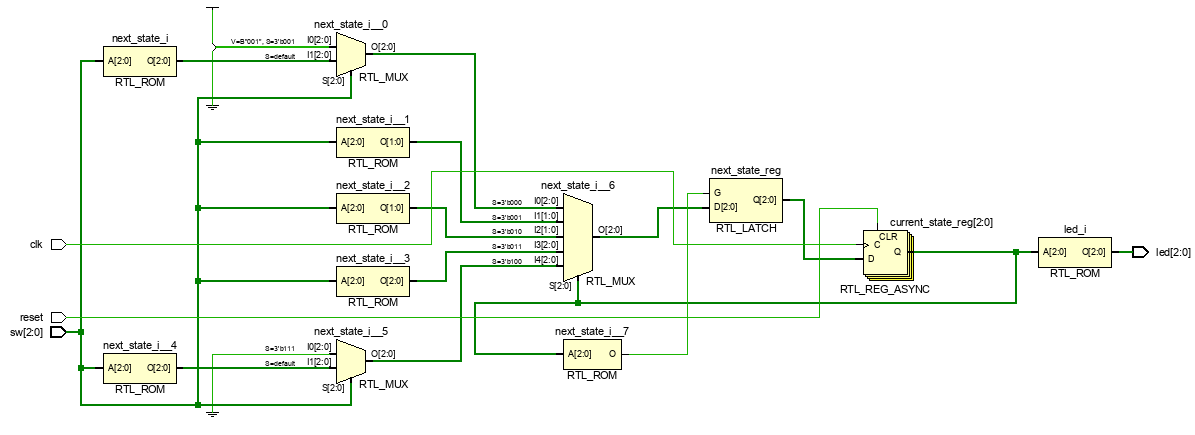 next_state_i
A[2:0] O[2:0]
RTL_ROM
next_state_i__0
V=B"001", S=3'b001 I0[2:0]
S=default I1[2:0]
O[2:0]
S[2:0]
RTL_MUX
next_state_i__1
A[2:0] O[1:0]
RTL_ROM
next_state_i__2
A[2:0] O[1:0]
RTL_ROM
next_state_i__3
A[2:0] O[2:0]
RTL_ROM
next_state_i__4
A[2:0] O[2:0]
RTL_ROM
next_state_i__5
S=3'b111 I0[2:0]
S=default I1[2:0]
O[2:0]
S[2:0]
RTL_MUX
next_state_i__6
S=3'b000 I0[2:0]
S=3'b001 I1[1:0]
S=3'b010 I2[1:0]
S=3'b011 I3[2:0]
S=3'b100 I4[2:0]
O[2:0]
S[2:0]
RTL_MUX
next_state_i__7
A[2:0] O
RTL_ROM
next_state_reg
G
D[2:0] Q[2:0]
RTL_LATCH
current_state_reg[2:0]
CLR
C
D Q
RTL_REG_ASYNC
led_i
A[2:0] O[2:0]
RTL_ROM
led[2:0]
clk
reset
sw[2:0]